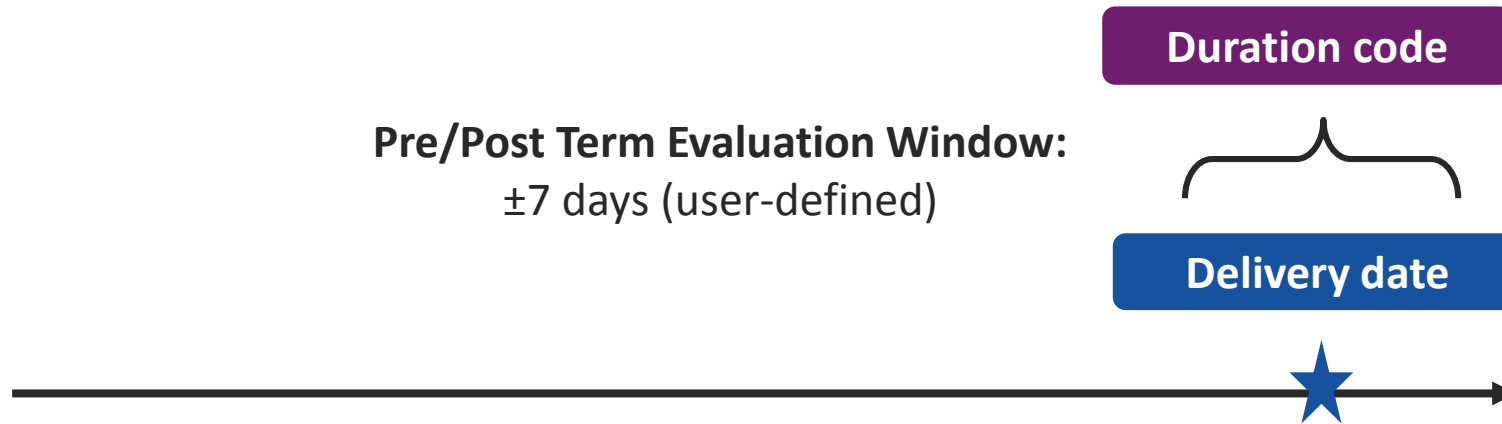 Duration code
Pre/Post Term Evaluation Window:
±7 days (user-defined)
Delivery date